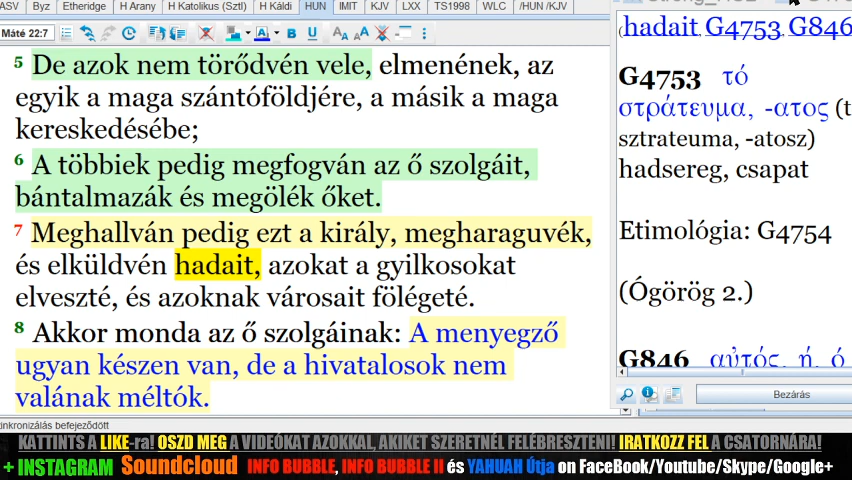 ASV Byz Etheridge H Arany H Katolikus (SztI) H Káldi HUN IMIT KJV LXX TS1998 WLC /HUN /KJV
Máté 22:7
5 De azok nem törődvén vele, elmenének, az
egyik a maga szántóföldjére, a másik a maga
kereskedésébe;
6 A többiek pedig megfogván az ő szolgáit,
bántalmazák és megölék őket.
7 Meghallván pedig ezt a király, megharaguvék,
és elküldvén hadait, azokat a gyilkosokat
elveszté, és azoknak városait fölégeté.
8 Akkor monda az ő szolgáinak: A menyegző
ugyan készen van, de a hivatalosok nem
valának méltók.
hadait G4753 G846
G4753 τό
στράτευμα, -ατος (t
sztrateuma, -atosz)
hadsereg, csapat
Etimológia: G4754
(Ógörög 2.)
G846 αὐτός, ή, ό
Bezárás
inkronizálás befejeződött
KATTINTS A LIKE-ra! OSZD MEG A VIDEÓKAT AZOKKAL, AKIKET SZERETNÉL FELÉBRESZTENI! IRATKOZZ FEL A CSATORNÁRA!
+ INSTAGRAM Soundcloud INFO BUBBLE, INFO BUBBLE II és YAHUAH Útja on FaceBook/Youtube/Skype/Google+